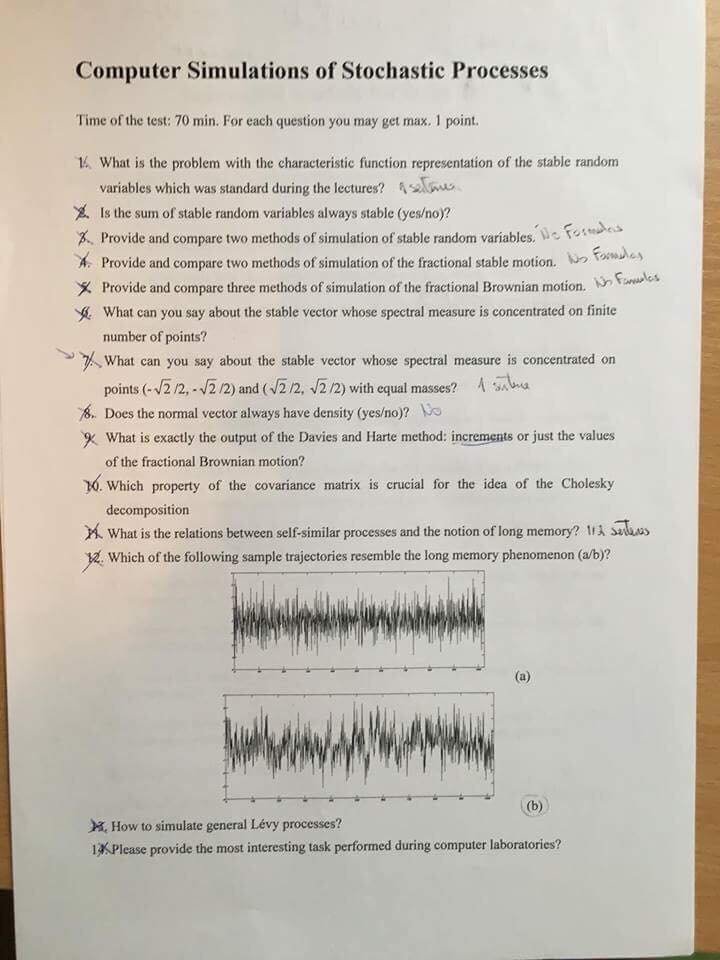 Computer Simulations of Stochastic Processes
Time of the test: 70 min. For each question you may get max. 1 point.
1. What is the problem with the characteristic function representation of the stable random
variables which was standard during the lectures?
2. Is the sum of stable random variables always stable (yes/no)?
3. Provide and compare two methods of simulation of stable random variables. No Formulas
4. Provide and compare two methods of simulation of the fractional stable motion. No Formulas
5. Provide and compare three methods of simulation of the fractional Brownian motion. No Formulas
6. What can you say about the stable vector whose spectral measure is concentrated on finite
number of points?
7. What can you say about the stable vector whose spectral measure is concentrated on
points (-√2 /2, -√2 /2) and (√2 /2, √2 /2) with equal masses? 1
8. Does the normal vector always have density (yes/no)? No
9. What is exactly the output of the Davies and Harte method: increments or just the values
of the fractional Brownian motion?
10. Which property of the covariance matrix is crucial for the idea of the Cholesky
decomposition
11. What is the relations between self-similar processes and the notion of long memory?
12. Which of the following sample trajectories resemble the long memory phenomenon (a/b)?
(a)
(b)
13. How to simulate general Lévy processes?
14. Please provide the most interesting task performed during computer laboratories?